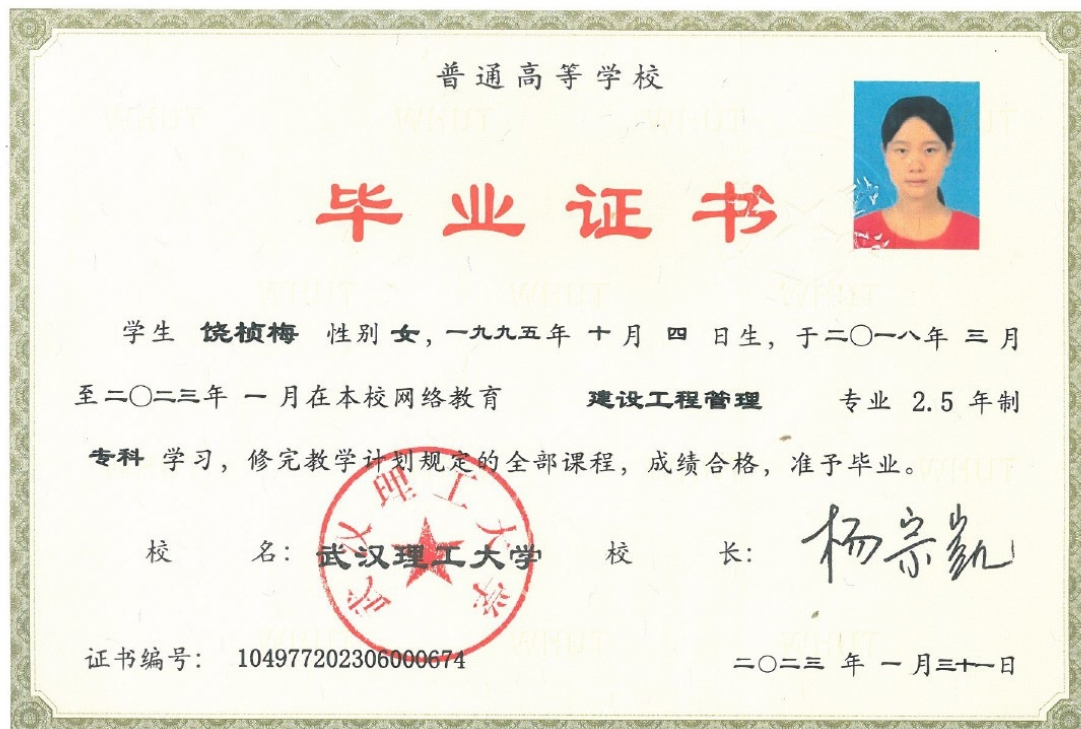 普通高等学校
毕业证书
学生 饶桢梅 性别 女，一九九五年 十月 四 日生，于二〇一八年 三月
至二〇二三年 一月在本校网络教育 建设工程管理 专业 2.5 年制
专科 学习，修完教学计划规定的全部课程，成绩合格，准予毕业。
校 名：武汉理工大学 校 长：杨宗凯
武汉理工大学
证书编号： 104977202306000674 二〇二三 年 一月三十一日